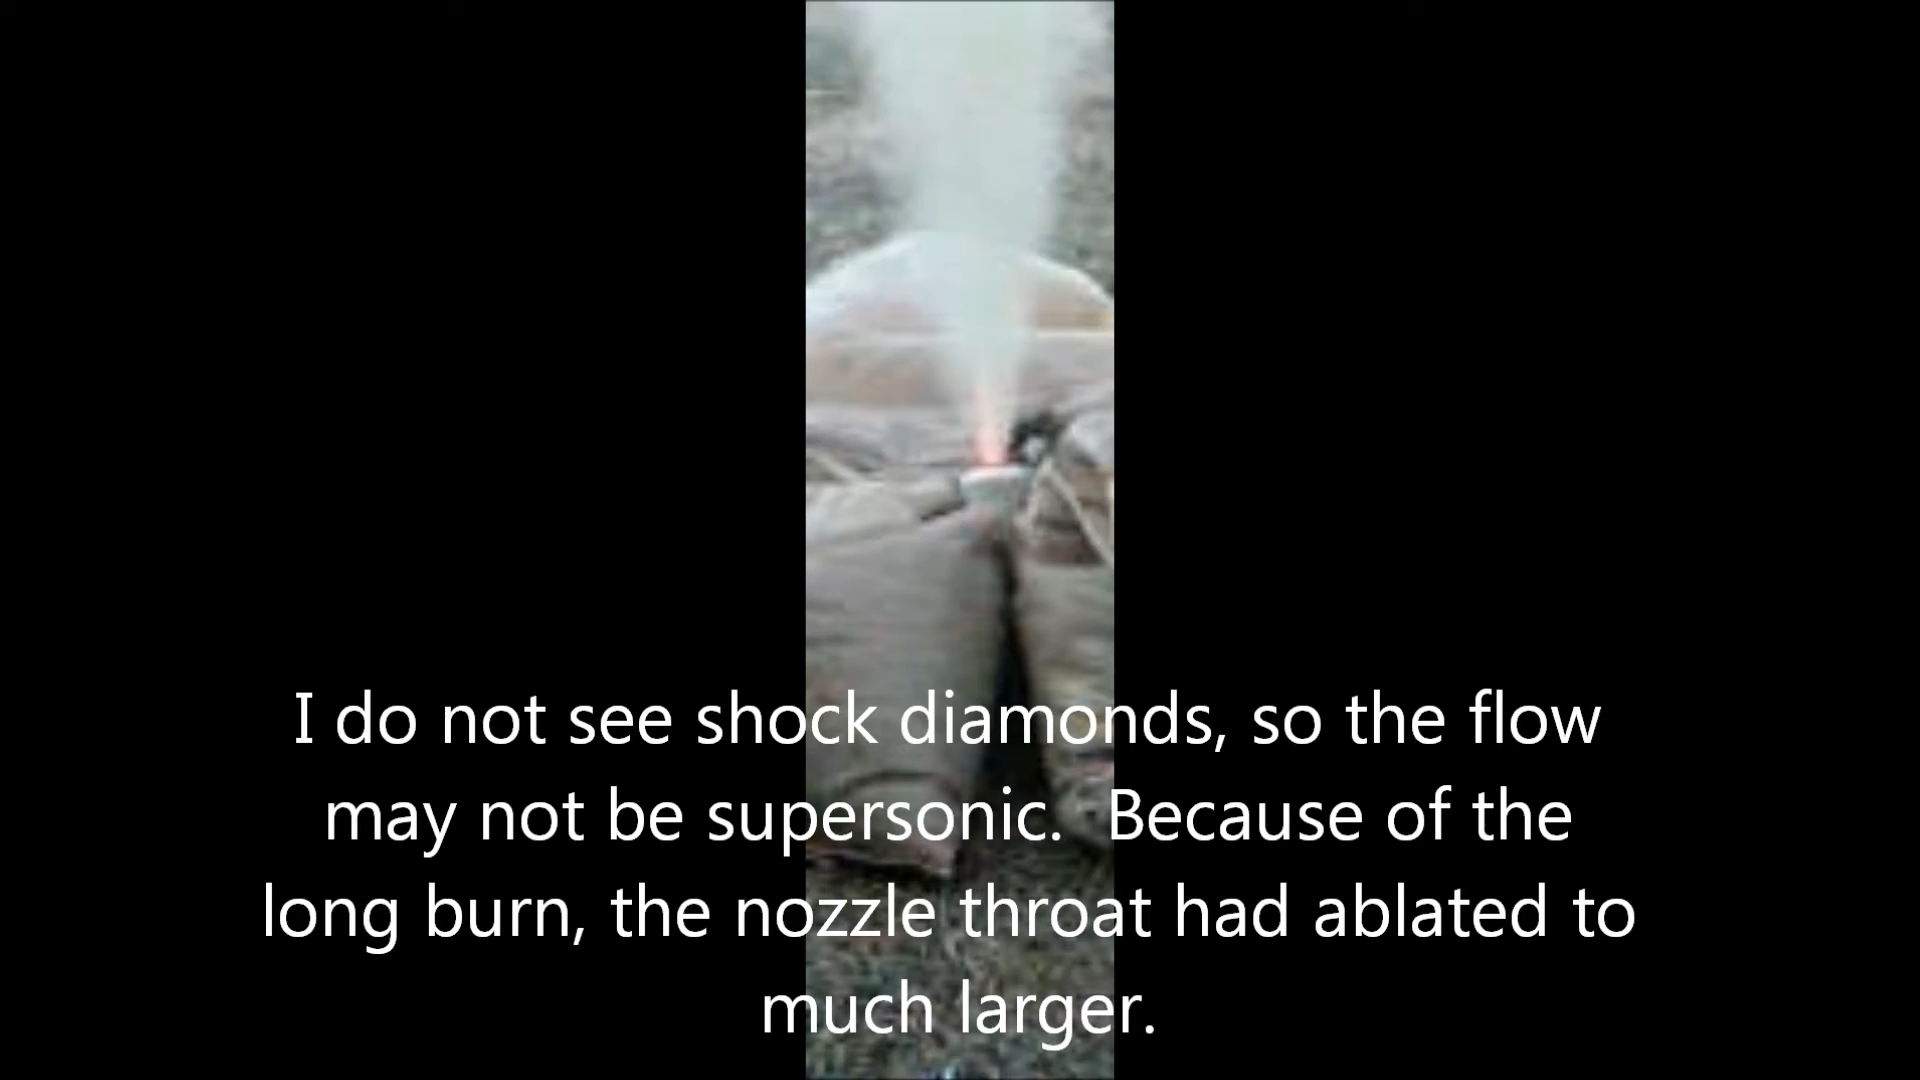 I do not see shock diamonds, so the flow
may not be supersonic.  Because of the
long burn, the nozzle throat had ablated to
much larger.